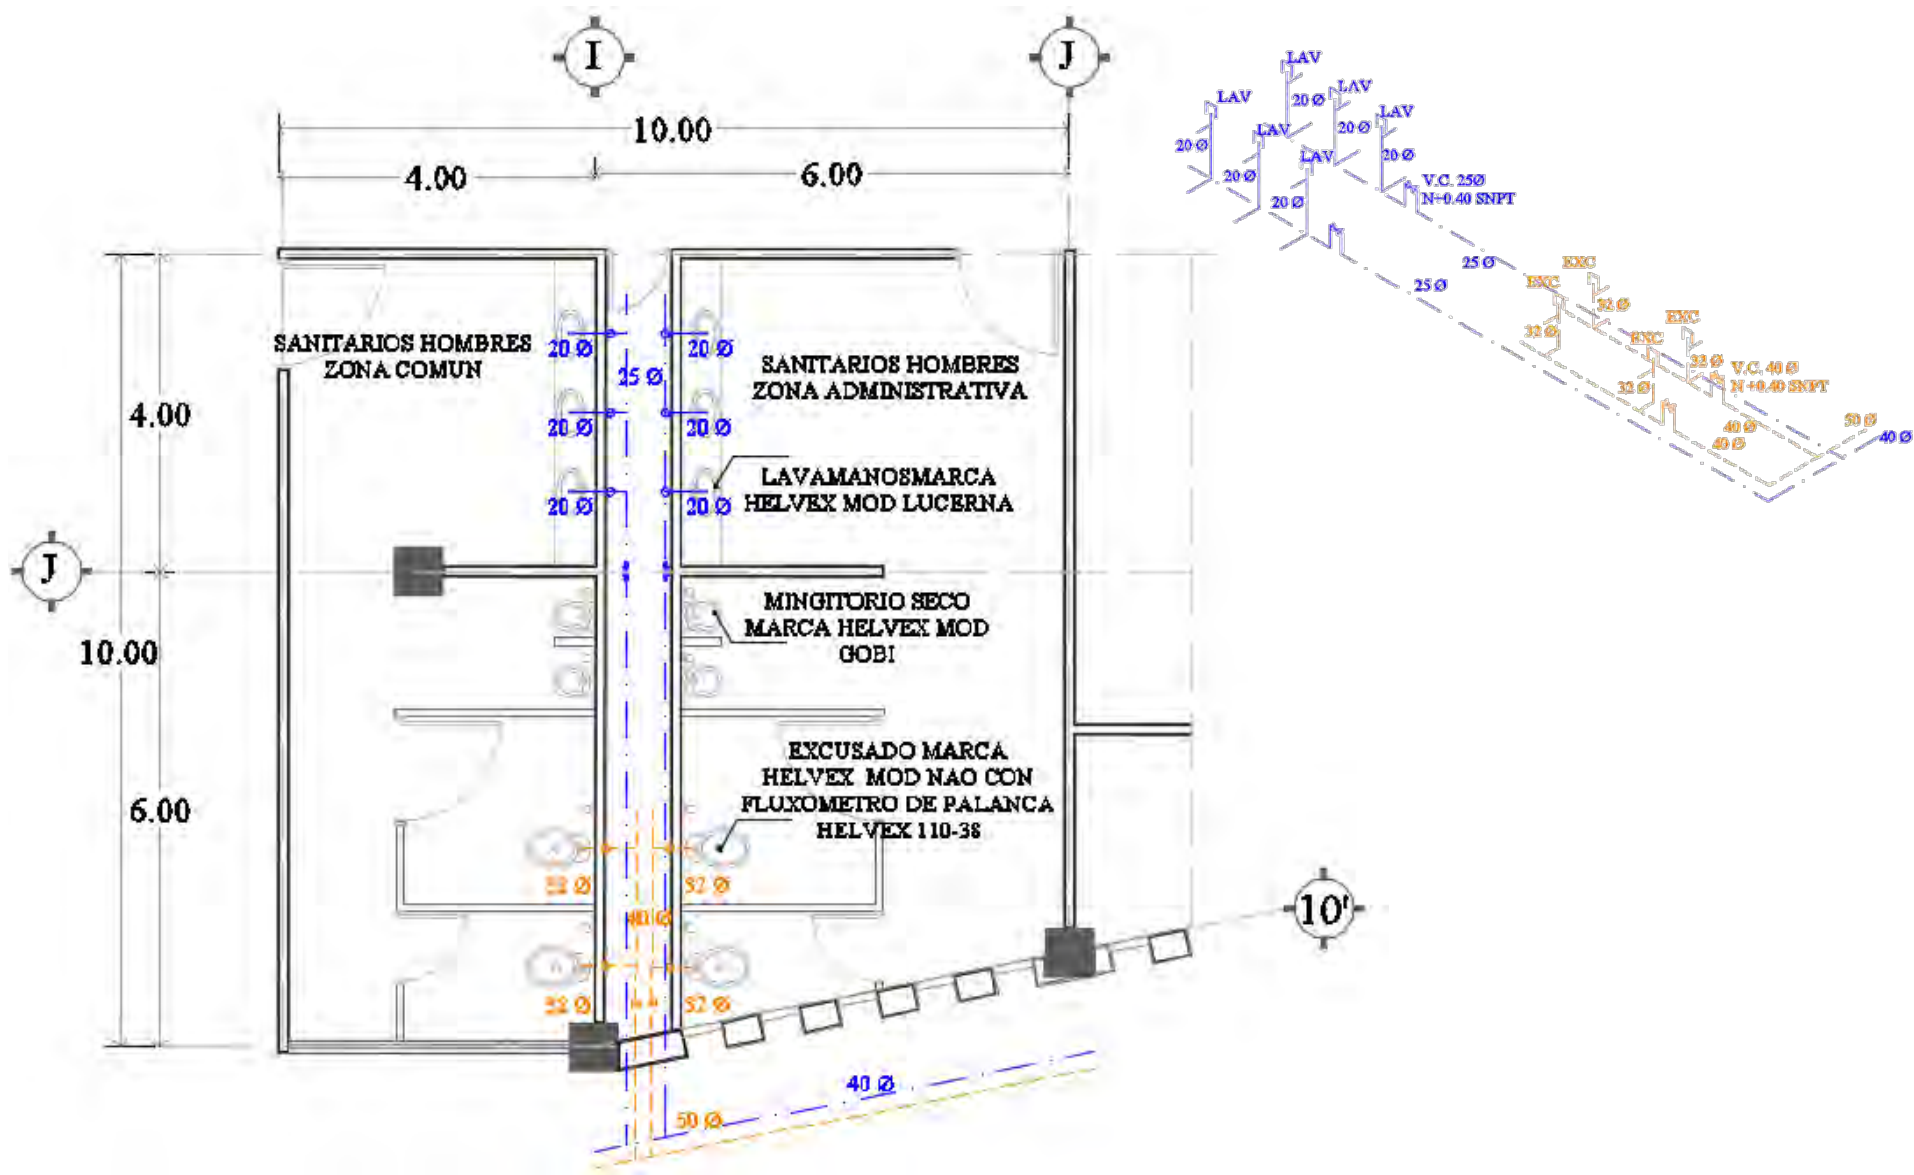 I
J
10.00
4.00
6.00
4.00
10.00
6.00
J
10'
SANITARIOS HOMBRES
ZONA COMUN
20 Ø
20 Ø
20 Ø
25 Ø
20 Ø
20 Ø
20 Ø
SANITARIOS HOMBRES
ZONA ADMINISTRATIVA
LAVAMANOSMARCA
HELVEX MOD LUCERNA
MINGITORIO SECO
MARCA HELVEX MOD
GOBI
EXCUSADO MARCA
HELVEX MOD NAO CON
FLUXOMETRO DE PALANCA
HELVEX 110-38
32 Ø
32 Ø
40 Ø
32 Ø
32 Ø
40 Ø
50 Ø
LAV
LAV
LAV
LAV
LAV
LAV
20 Ø
20 Ø
20 Ø
20 Ø
20 Ø
20 Ø
V.C. 25Ø
N+0.40 SNPT
25 Ø
25 Ø
EXC
EXC
EXC
EXC
32 Ø
32 Ø
32 Ø
32 Ø
V.C. 40 Ø
N +0.40 SNPT
40 Ø
40 Ø
50 Ø
40 Ø